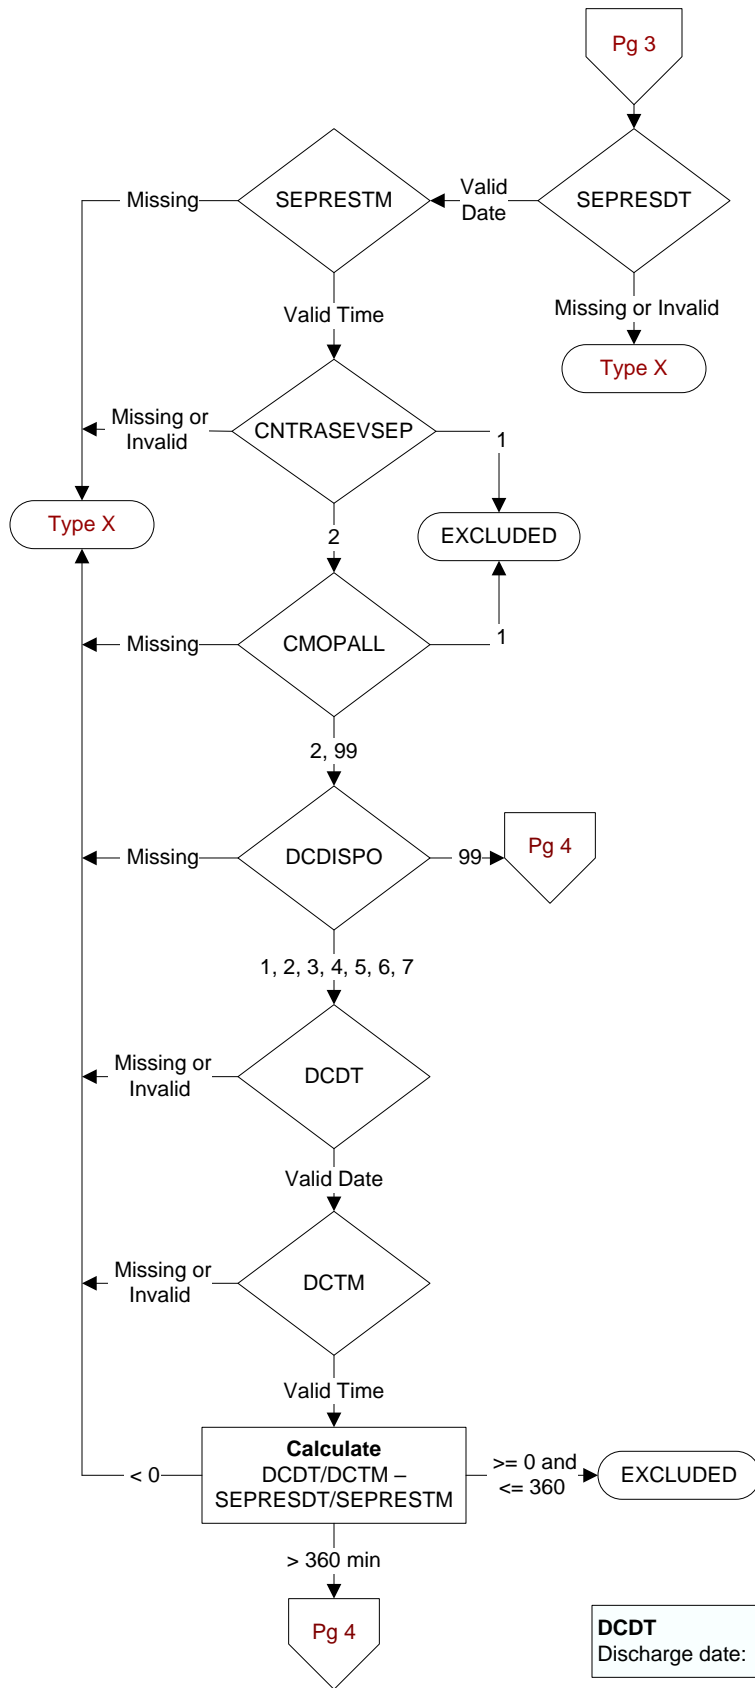 Pg 3
SEPRESDT
Valid
Date
SEPRESTM
Missing
Missing or Invalid
Type X
Valid Time
CNTRASEVSEP
Missing or
Invalid
1
Type X
EXCLUDED
2
CMOPALL
Missing
1
2, 99
DCDISPO
Missing
99
Pg 4
1, 2, 3, 4, 5, 6, 7
DCDT
Missing or
Invalid
Valid Date
DCTM
Missing or
Invalid
Valid Time
Calculate
DCDT/DCTM –
SEPRESDT/SEPRESTM
< 0
>= 0 and
<= 360
EXCLUDED
> 360 min
Pg 4
DCDT
Discharge date: